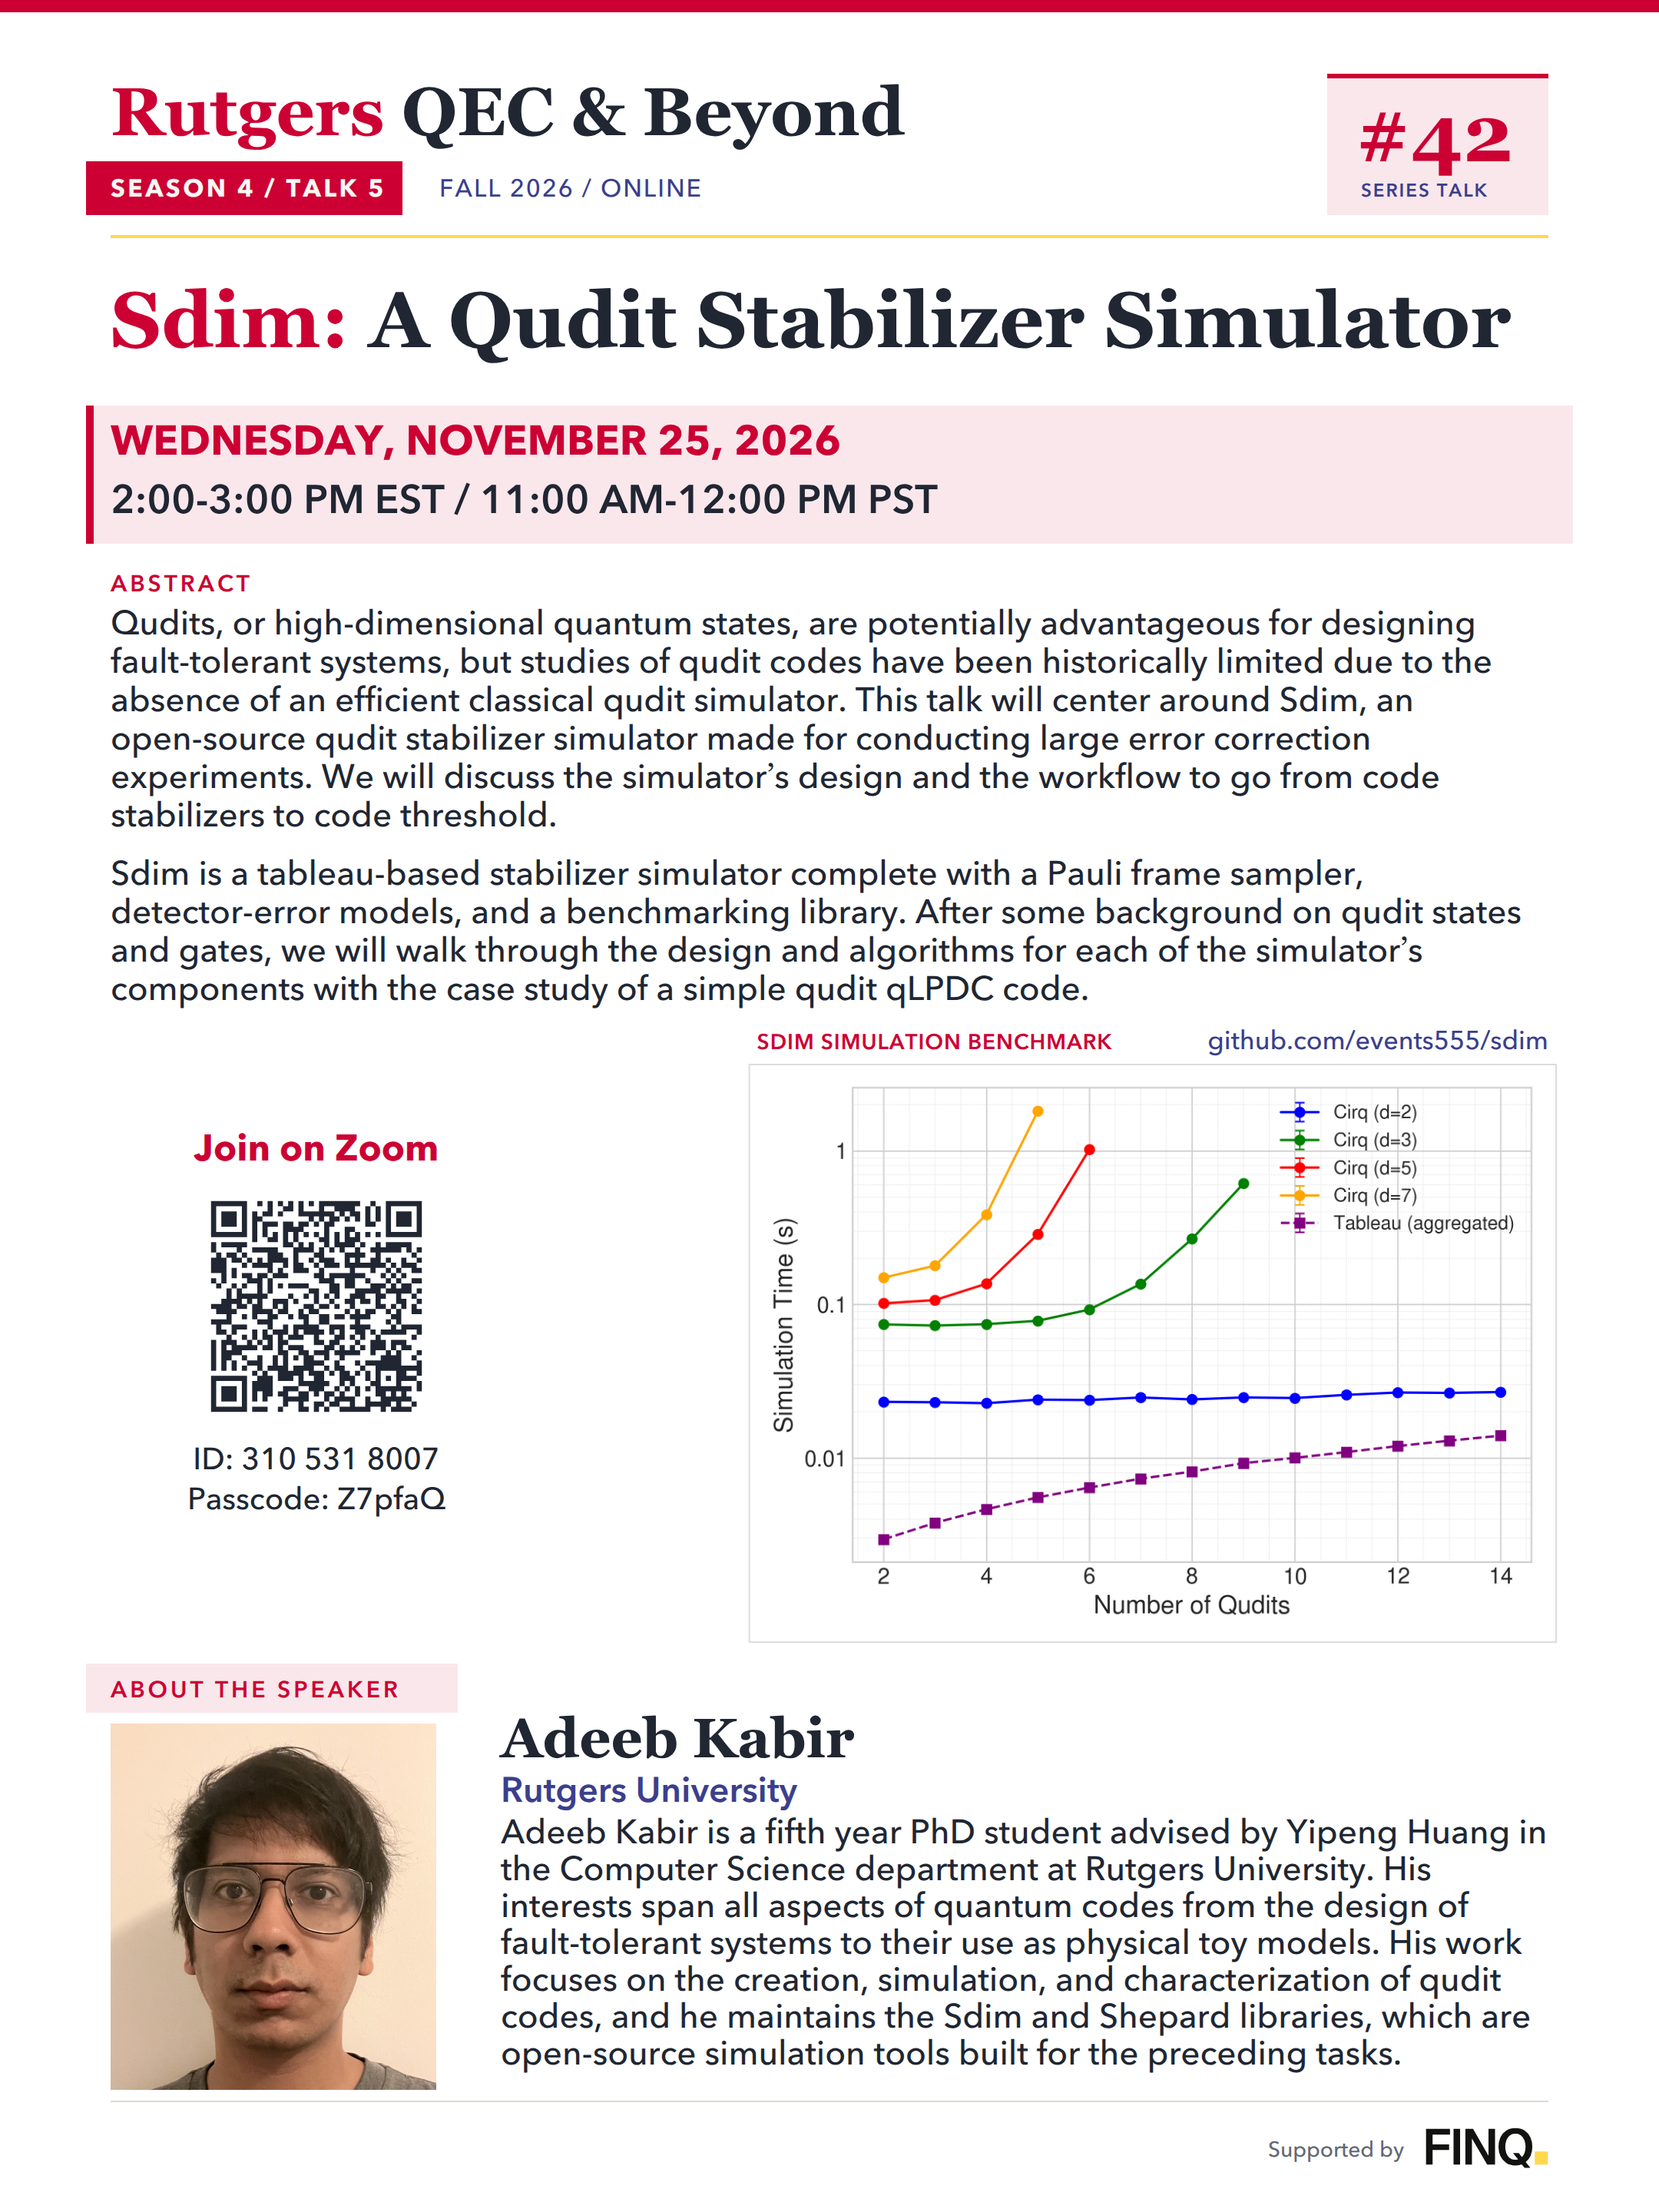 Rutgers QEC & Beyond
SEASON 4 / TALK 5
FALL 2026 / ONLINE
#42
SERIES TALK
Sdim: A Qudit Stabilizer Simulator
WEDNESDAY, NOVEMBER 25, 2026
2:00-3:00 PM EST / 11:00 AM-12:00 PM PST
ABSTRACT
Qudits, or high-dimensional quantum states, are potentially advantageous for designing
fault-tolerant systems, but studies of qudit codes have been historically limited due to the
absence of an efficient classical qudit simulator. This talk will center around Sdim, an
open-source qudit stabilizer simulator made for conducting large error correction
experiments. We will discuss the simulator’s design and the workflow to go from code
stabilizers to code threshold.
Sdim is a tableau-based stabilizer simulator complete with a Pauli frame sampler,
detector-error models, and a benchmarking library. After some background on qudit states
and gates, we will walk through the design and algorithms for each of the simulator’s
components with the case study of a simple qudit qLPDC code.
Join on Zoom
ID: 310 531 8007
Passcode: Z7pfaQ
SDIM SIMULATION BENCHMARK
github.com/events555/sdim
Cirq (d=2)
Cirq (d=3)
Cirq (d=5)
Cirq (d=7)
Tableau (aggregated)
Simulation Time (s)
1
0.1
0.01
2 4 6 8 10 12 14
Number of Qudits
ABOUT THE SPEAKER
Adeeb Kabir
Rutgers University
Adeeb Kabir is a fifth year PhD student advised by Yipeng Huang in
the Computer Science department at Rutgers University. His
interests span all aspects of quantum codes from the design of
fault-tolerant systems to their use as physical toy models. His work
focuses on the creation, simulation, and characterization of qudit
codes, and he maintains the Sdim and Shepard libraries, which are
open-source simulation tools built for the preceding tasks.
Supported by FINQ.